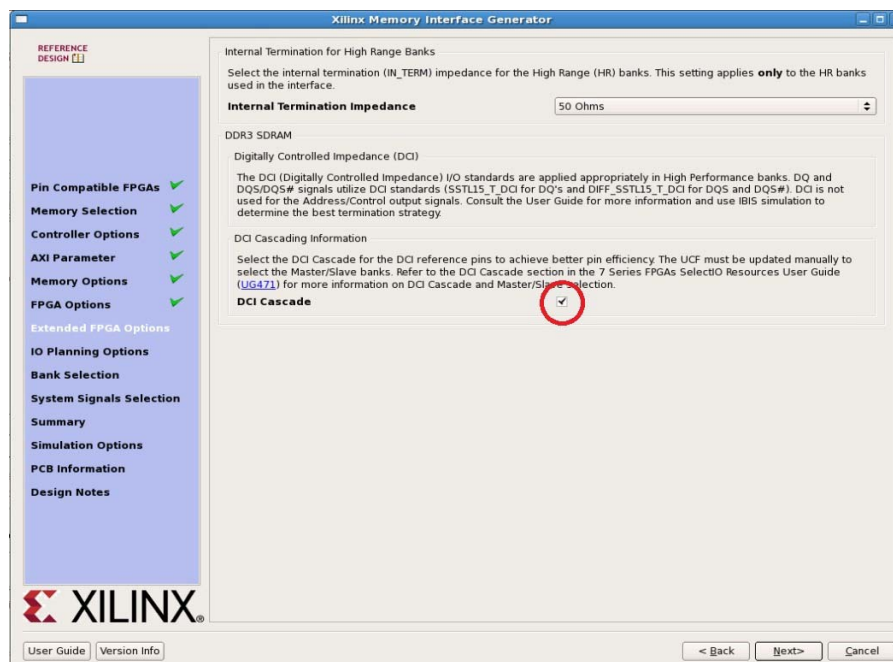 Xilinx Memory Interface Generator
REFERENCE
DESIGN
Pin Compatible FPGAs
Memory Selection
Controller Options
AXI Parameter
Memory Options
FPGA Options
Extended FPGA Options
IO Planning Options
Bank Selection
System Signals Selection
Summary
Simulation Options
PCB Information
Design Notes
XILINX®
Internal Termination for High Range Banks
Select the internal termination (IN_TERM) impedance for the High Range (HR) banks. This setting applies only to the HR banks
used in the interface.
Internal Termination Impedance 50 Ohms
DDR3 SDRAM
Digitally Controlled Impedance (DCI)
The DCI (Digitally Controlled Impedance) I/O standards are applied appropriately in High Performance banks. DQ and
DQS/DQS# signals utilize DCI standards (SSTL15_T_DCI for DQ's and DIFF_SSTL15_T_DCI for DQS and DQS#). DCI is not
used for the Address/Control output signals. Consult the User Guide for more information and use IBIS simulation to
determine the best termination strategy.
DCI Cascading Information
Select the DCI Cascade for the DCI reference pins to achieve better pin efficiency. The UCF must be updated manually to
select the Master/Slave banks. Refer to the DCI Cascade section in the 7 Series FPGAs SelectIO Resources User Guide
(UG471) for more information on DCI Cascade and Master/Slave Selection.
DCI Cascade
User Guide Version Info < Back Next> Cancel